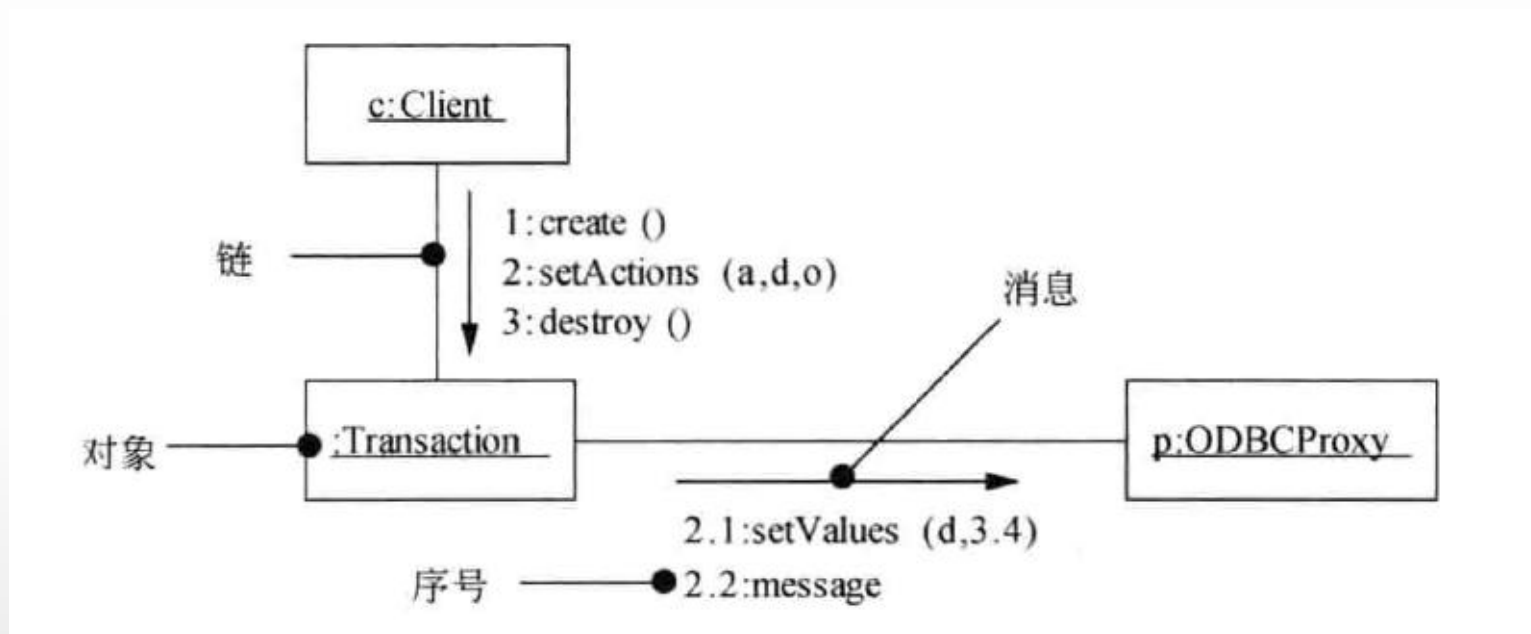 c:Client
链
1:create ()
2:setActions (a,d,o)
3:destroy ()
消息
对象
:Transaction
p:ODBCProxy
2.1:setValues (d,3.4)
序号
2.2:message